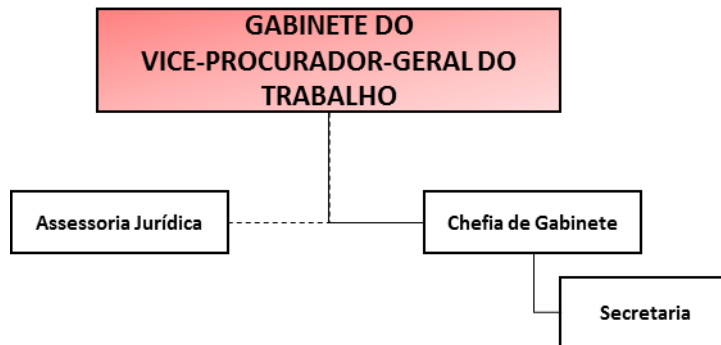 GABINETE DO
VICE-PROCURADOR-GERAL DO
TRABALHO
Assessoria Jurídica
Chefia de Gabinete
Secretaria